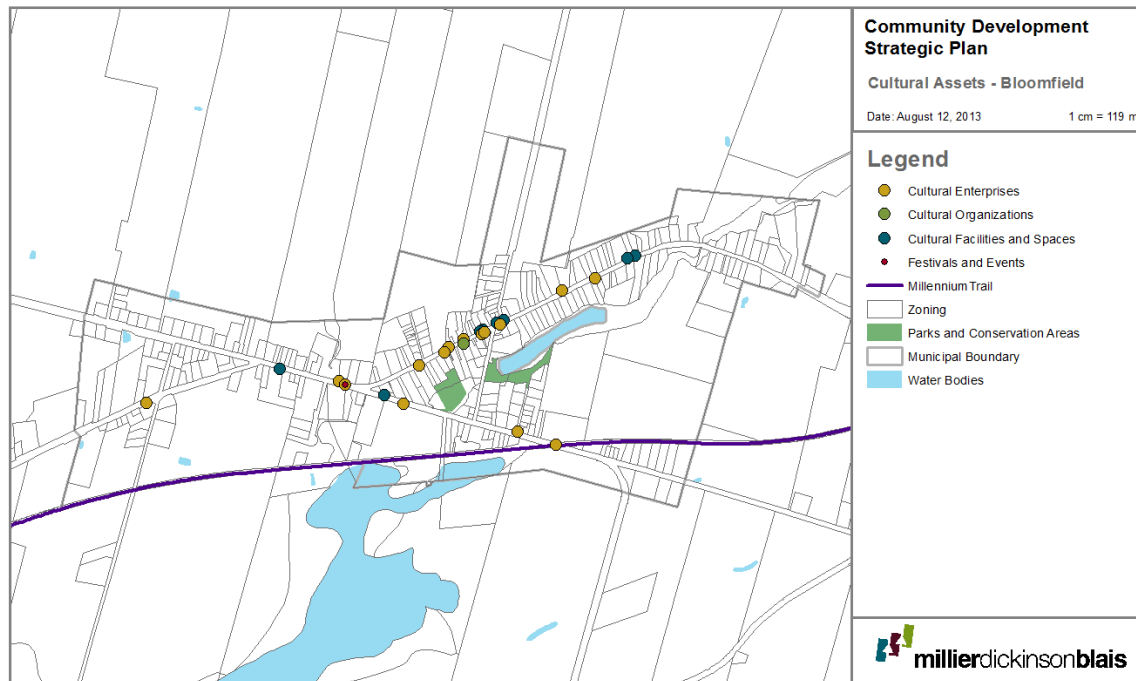 Community Development
Strategic Plan
Cultural Assets - Bloomfield
Date: August 12, 2013 1 cm = 119 m
Legend
Cultural Enterprises
Cultural Organizations
Cultural Facilities and Spaces
Festivals and Events
Millennium Trail
Zoning
Parks and Conservation Areas
Municipal Boundary
Water Bodies
millierdickinsonblais